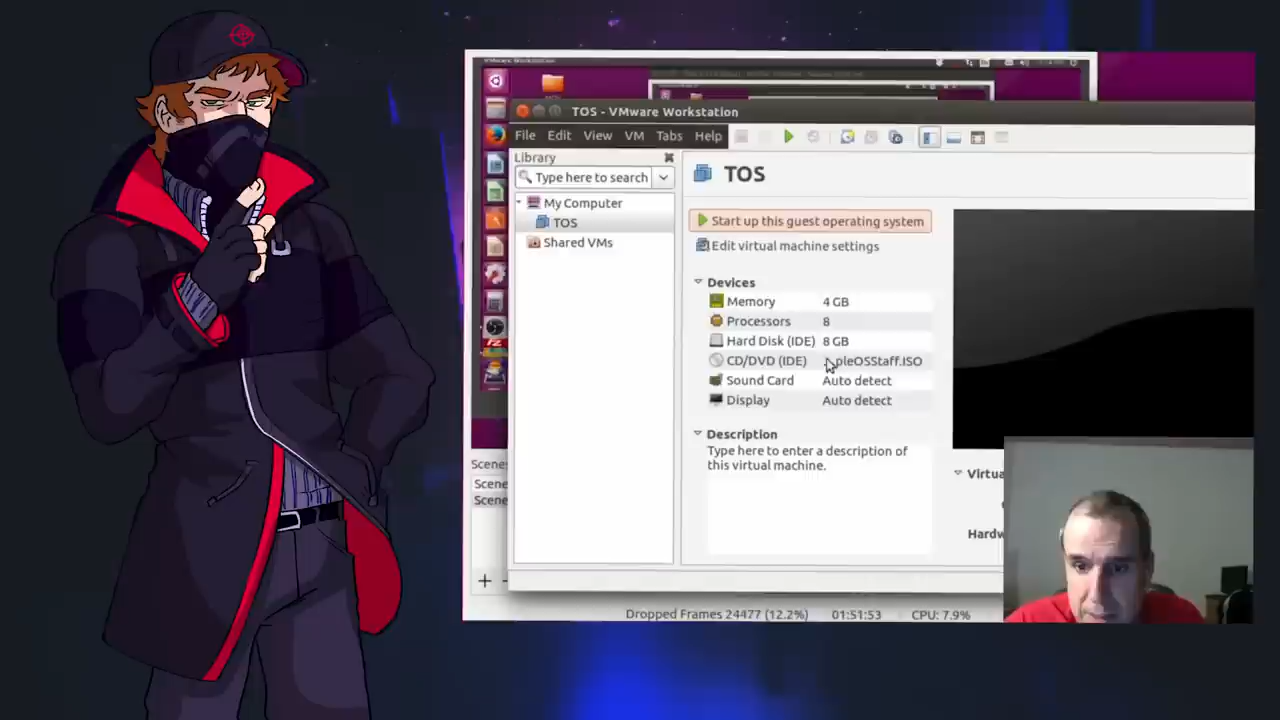 TOS - VMware Workstation
File Edit View VM Tabs Help
Library
Type here to search
My Computer
TOS
Shared VMs
TOS
Start up this guest operating system
Edit virtual machine settings
Devices
Memory 4 GB
Processors 8
Hard Disk (IDE) 8 GB
CD/DVD (IDE) pleOSStaff.ISO
Sound Card Auto detect
Display Auto detect
Description
Type here to enter a description of
this virtual machine.
Virtua
Hardw
Scenes
Scene
Scene
Dropped Frames 24477 (12.2%) 01:51:53 CPU: 7.9%